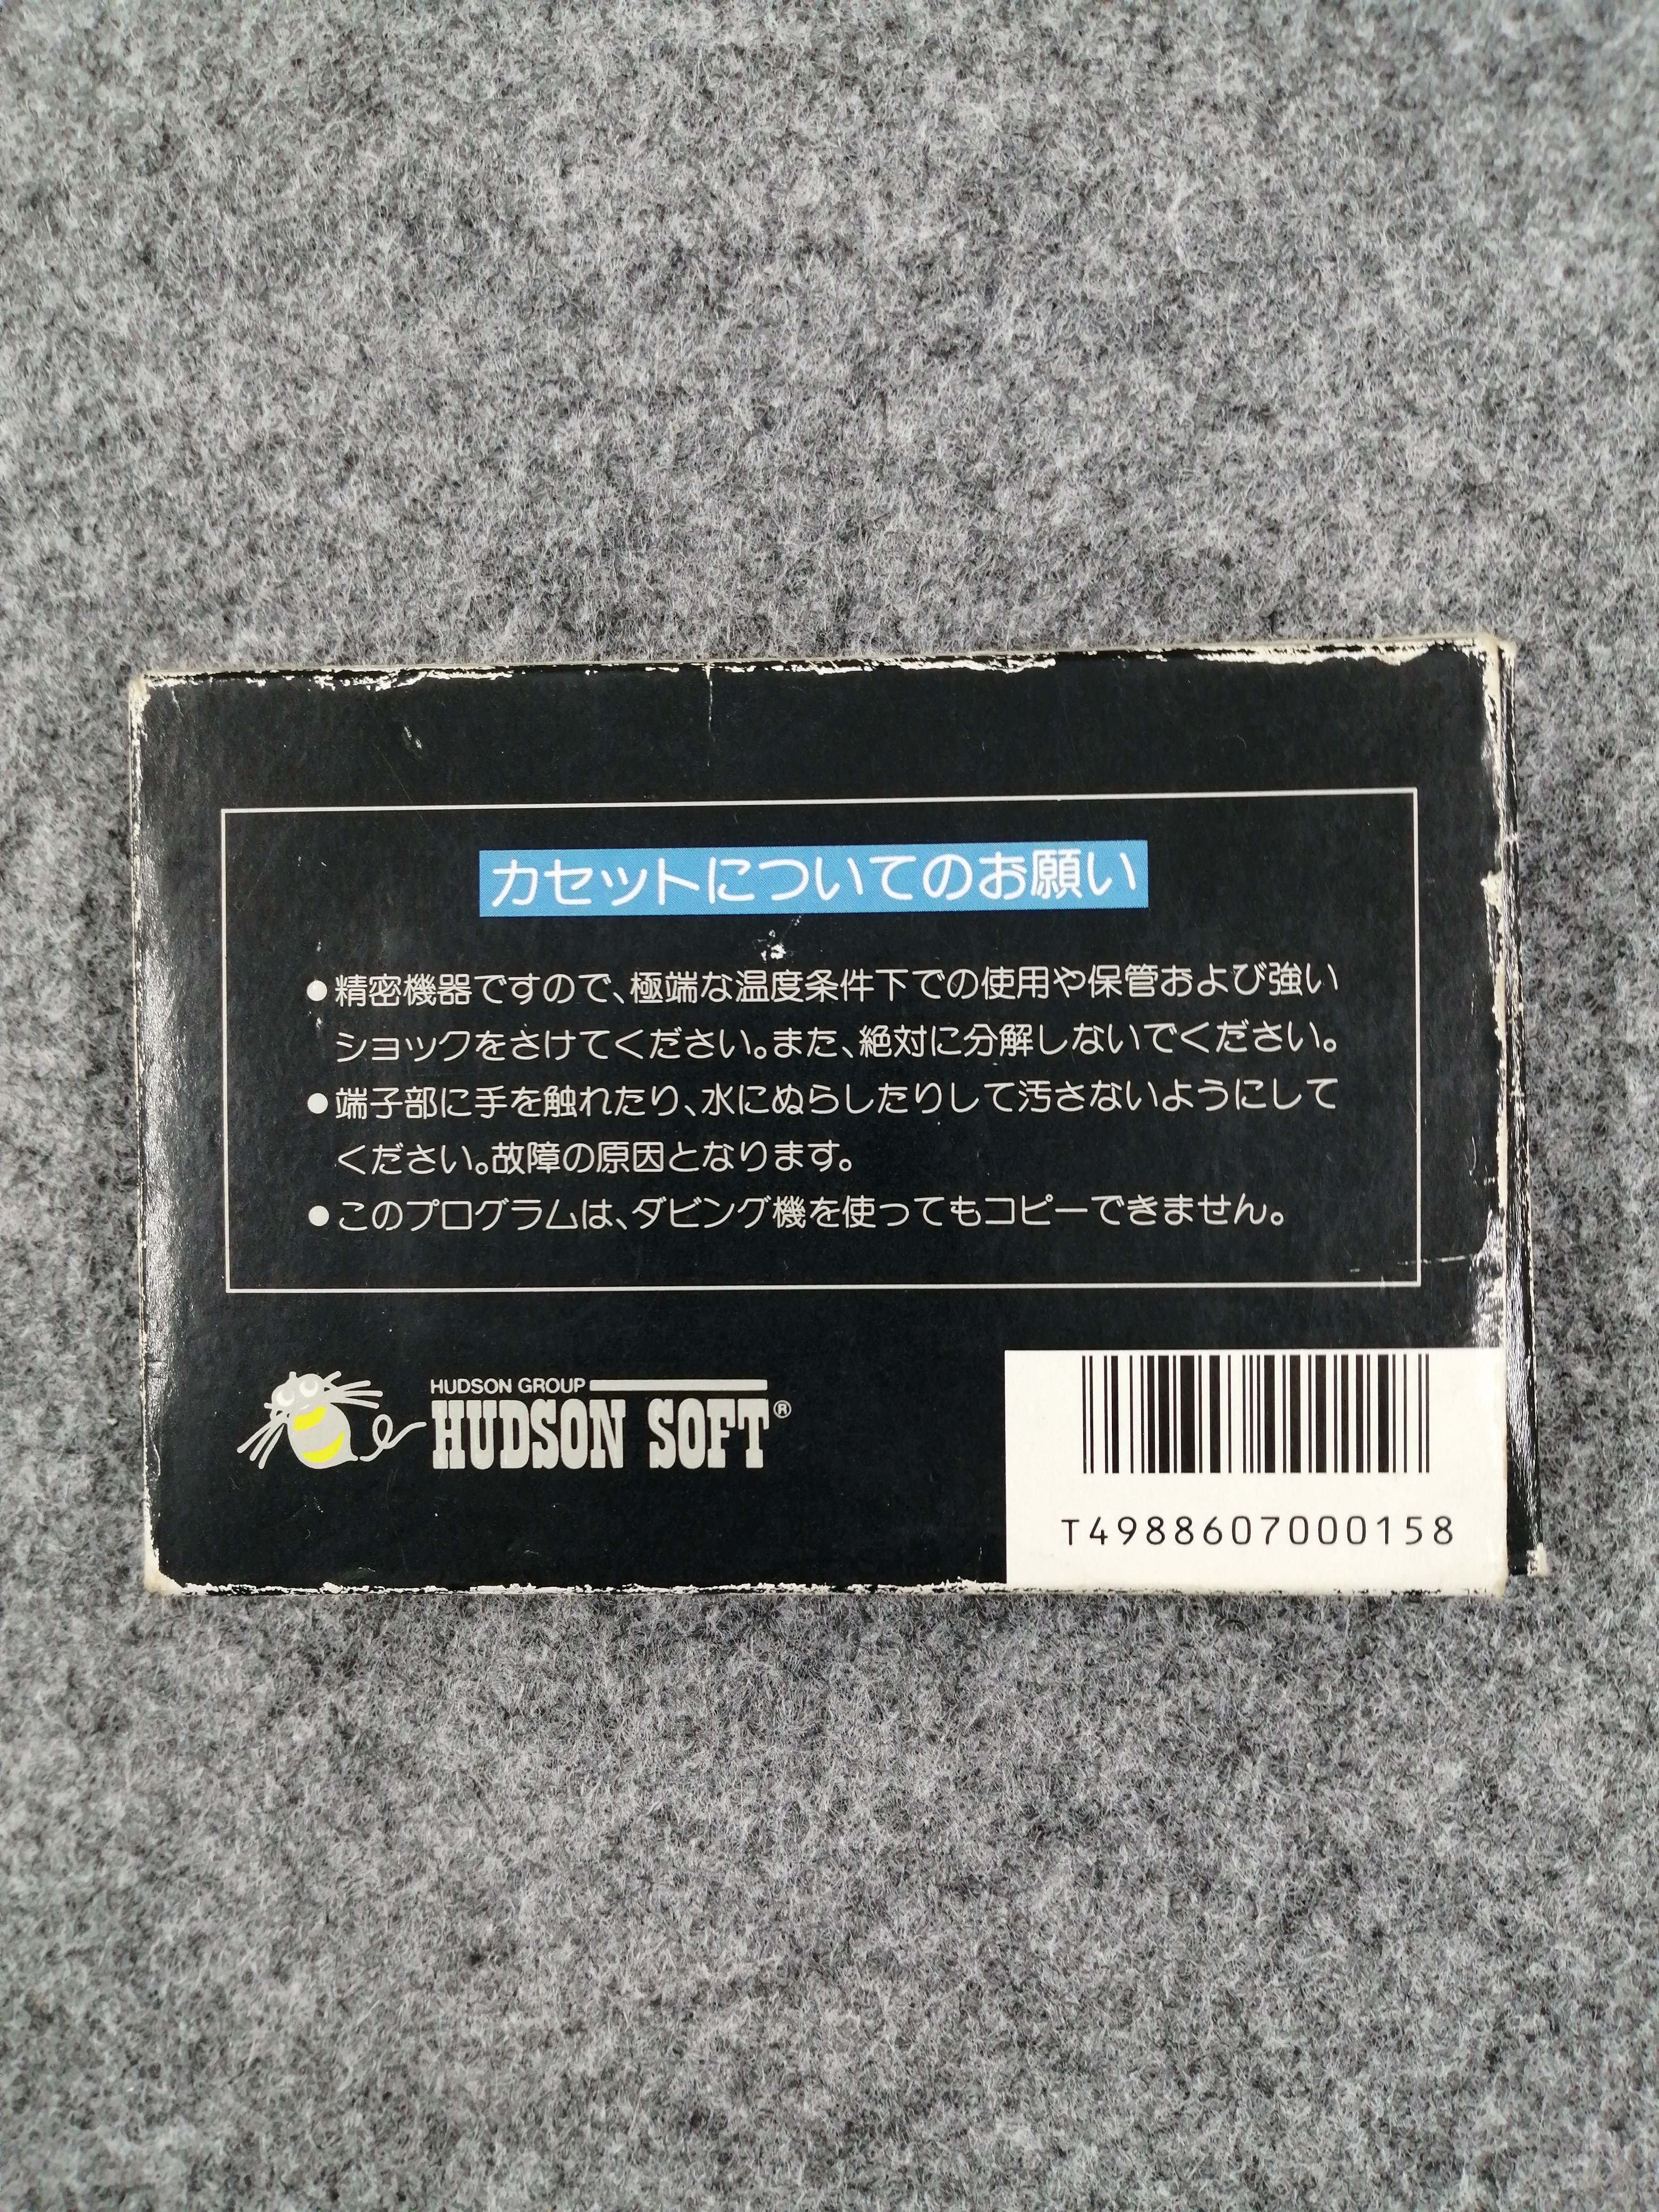 カセットについてのお願い
●精密機器ですので、極端な温度条件下での使用や保管および強い
ショックをさけてください。また、絶対に分解しないでください。
●端子部に手を触れたり、水にぬらしたりして汚さないようにして
ください。故障の原因となります。
●このプログラムは、ダビング機を使ってもコピーできません。
HUDSON GROUP
HUDSON SOFT®
T4988607000158